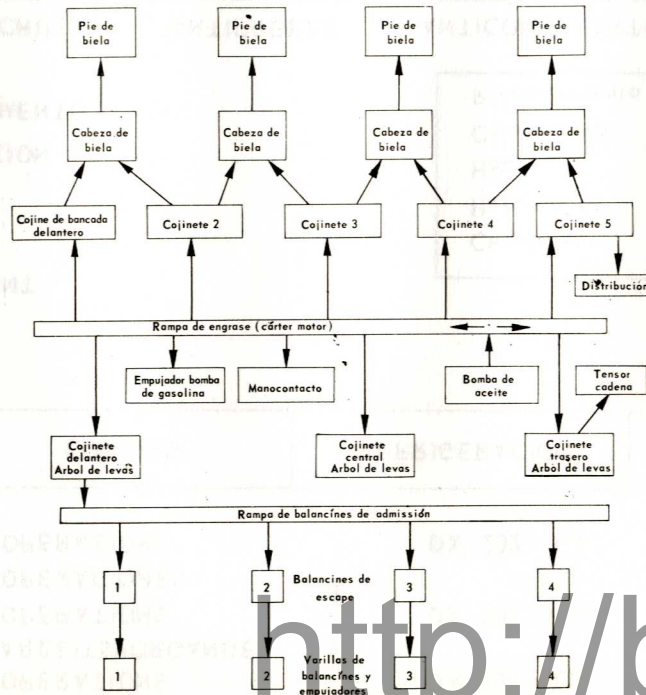 Pie de
biela
Pie de
biela
Pie de
biela
Pie de
biela
Cabeza de
biela
Cabeza de
biela
Cabeza de
biela
Cabeza de
biela
Cojine de bancada
delantero
Cojinete 2
Cojinete 3
Cojinete 4
Cojinete 5
Distribución
Rampa de engrase (cárter motor)
Empujador bomba
de gasolina
Manocontacto
Bomba de
aceite
Tensor
cadena
Cojinete
delantero
Arbol de levas
Cojinete
central
Arbol de levas
Cojinete
trasero
Arbol de levas
Rampa de balancínes de admissión
1
2
Balancines de
escape
3
4
1
2
Varillas de
balancínes y
empujadores
3
4
http://b